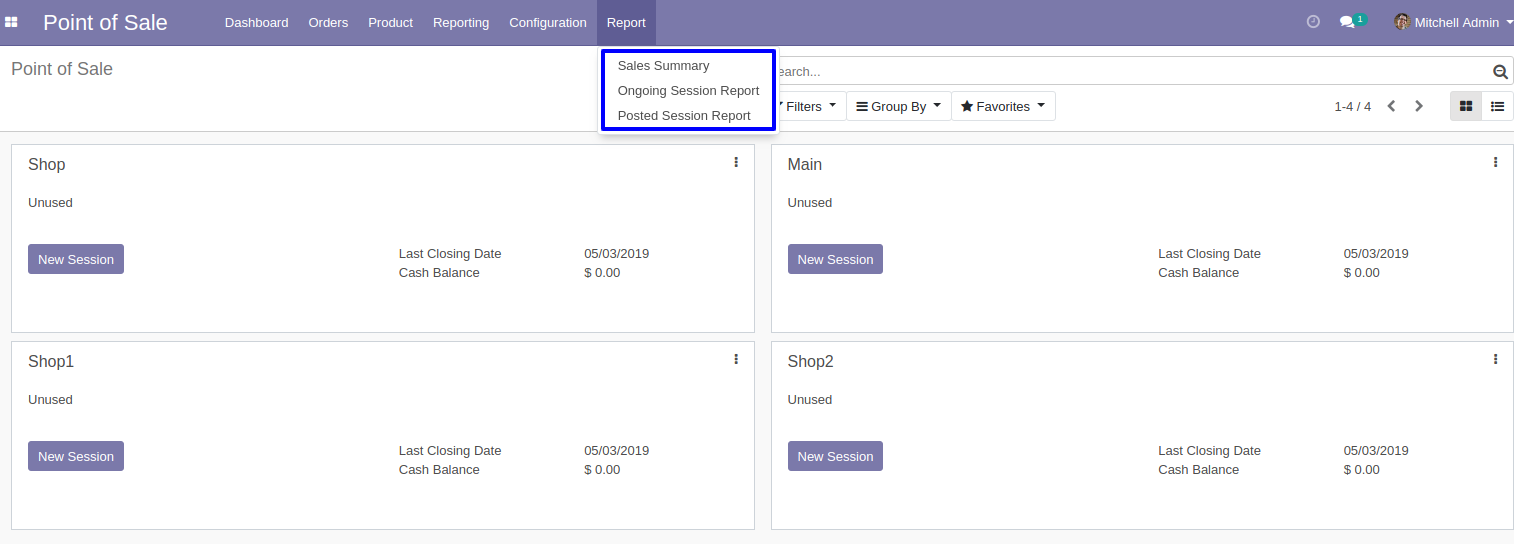 Point of Sale Dashboard Orders Product Reporting Configuration Report 1 Mitchell Admin
Point of Sale
Sales Summary
Ongoing Session Report
Posted Session Report
earch...
Filters Group By Favorites 1-4 / 4
Shop
Unused
New Session
Last Closing Date 05/03/2019
Cash Balance $ 0.00
Main
Unused
New Session
Last Closing Date 05/03/2019
Cash Balance $ 0.00
Shop1
Unused
New Session
Last Closing Date 05/03/2019
Cash Balance $ 0.00
Shop2
Unused
New Session
Last Closing Date 05/03/2019
Cash Balance $ 0.00